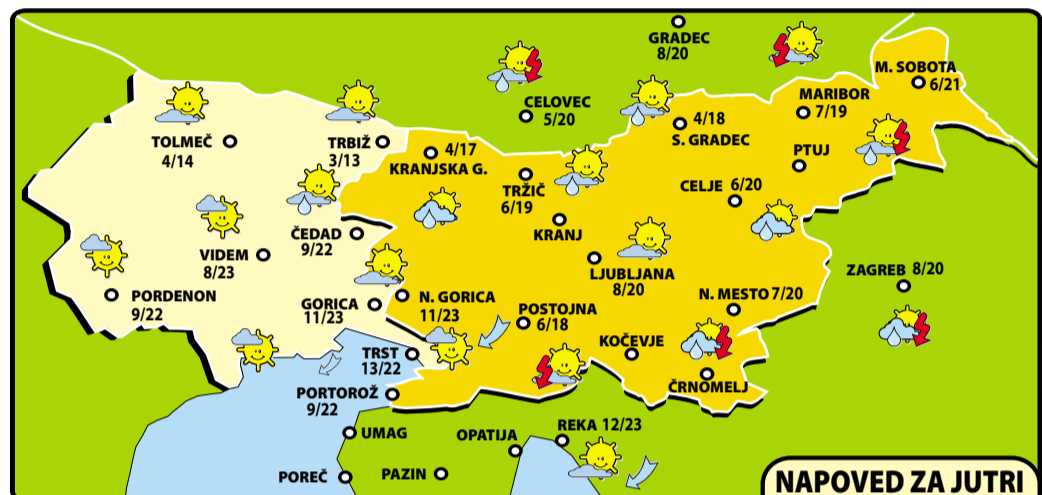 GRADEC
8/20
M. SOBOTA
6/21
MARIBOR
7/19
CELOVEC
5/20
4/18
S. GRADEC
TOLMEČ
4/14
TRBIŽ
3/13
4/17
KRANJSKA G.
PTUJ
TRŽIČ
6/19
CELJE 6/20
KRANJ
ČEDAD
9/22
VIDEM
8/23
LJUBLJANA
8/20
ZAGREB 8/20
PORDENON
9/22
GORICA
11/23
N. GORICA
11/23
POSTOJNA
6/18
N. MESTO 7/20
KOČEVJE
TRST
13/22
ČRNOMELJ
PORTOROŽ
9/22
UMAG
OPATIJA
REKA 12/23
POREČ
PAZIN
NAPOVED ZA JUTRI